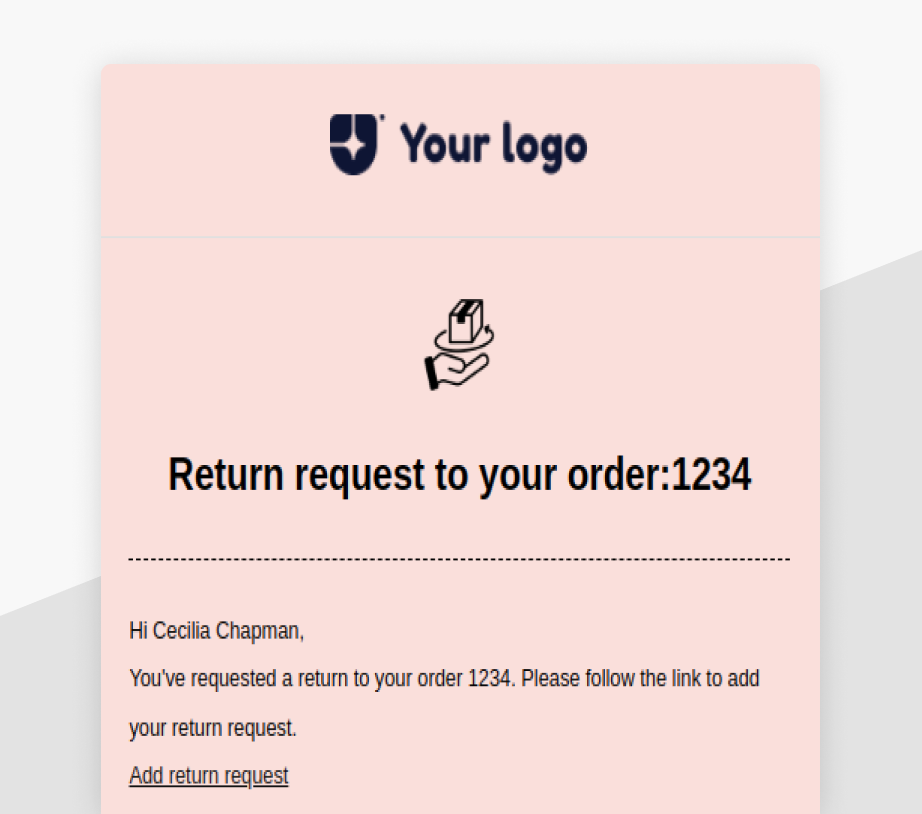 Your logo
Return request to your order:1234
Hi Cecilia Chapman,
You've requested a return to your order 1234. Please follow the link to add
your return request.
Add return request